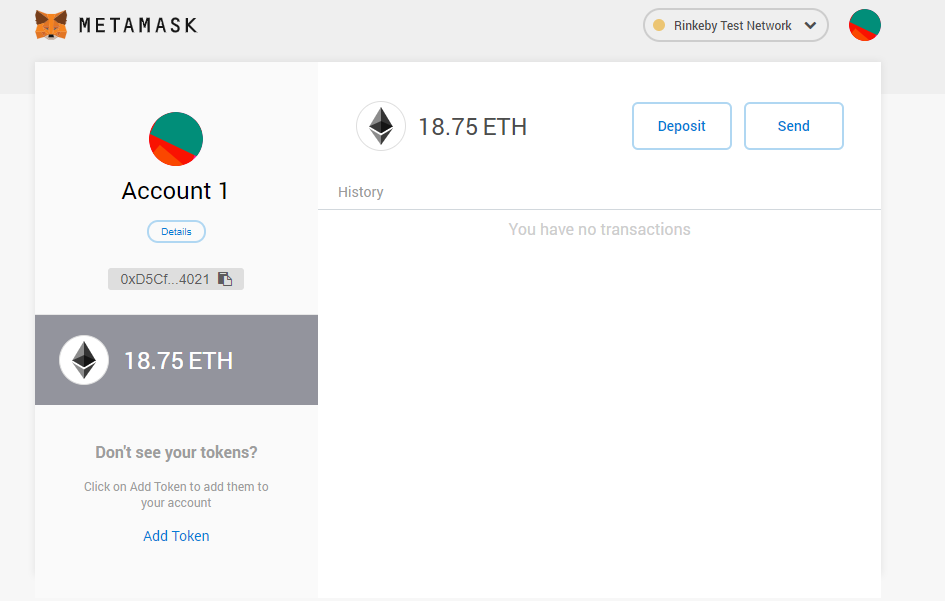 METAMASK
Rinkeby Test Network
Account 1
Details
0xD5Cf...4021
18.75 ETH
Don't see your tokens?
Click on Add Token to add them to
your account
Add Token
18.75 ETH
Deposit
Send
History
You have no transactions